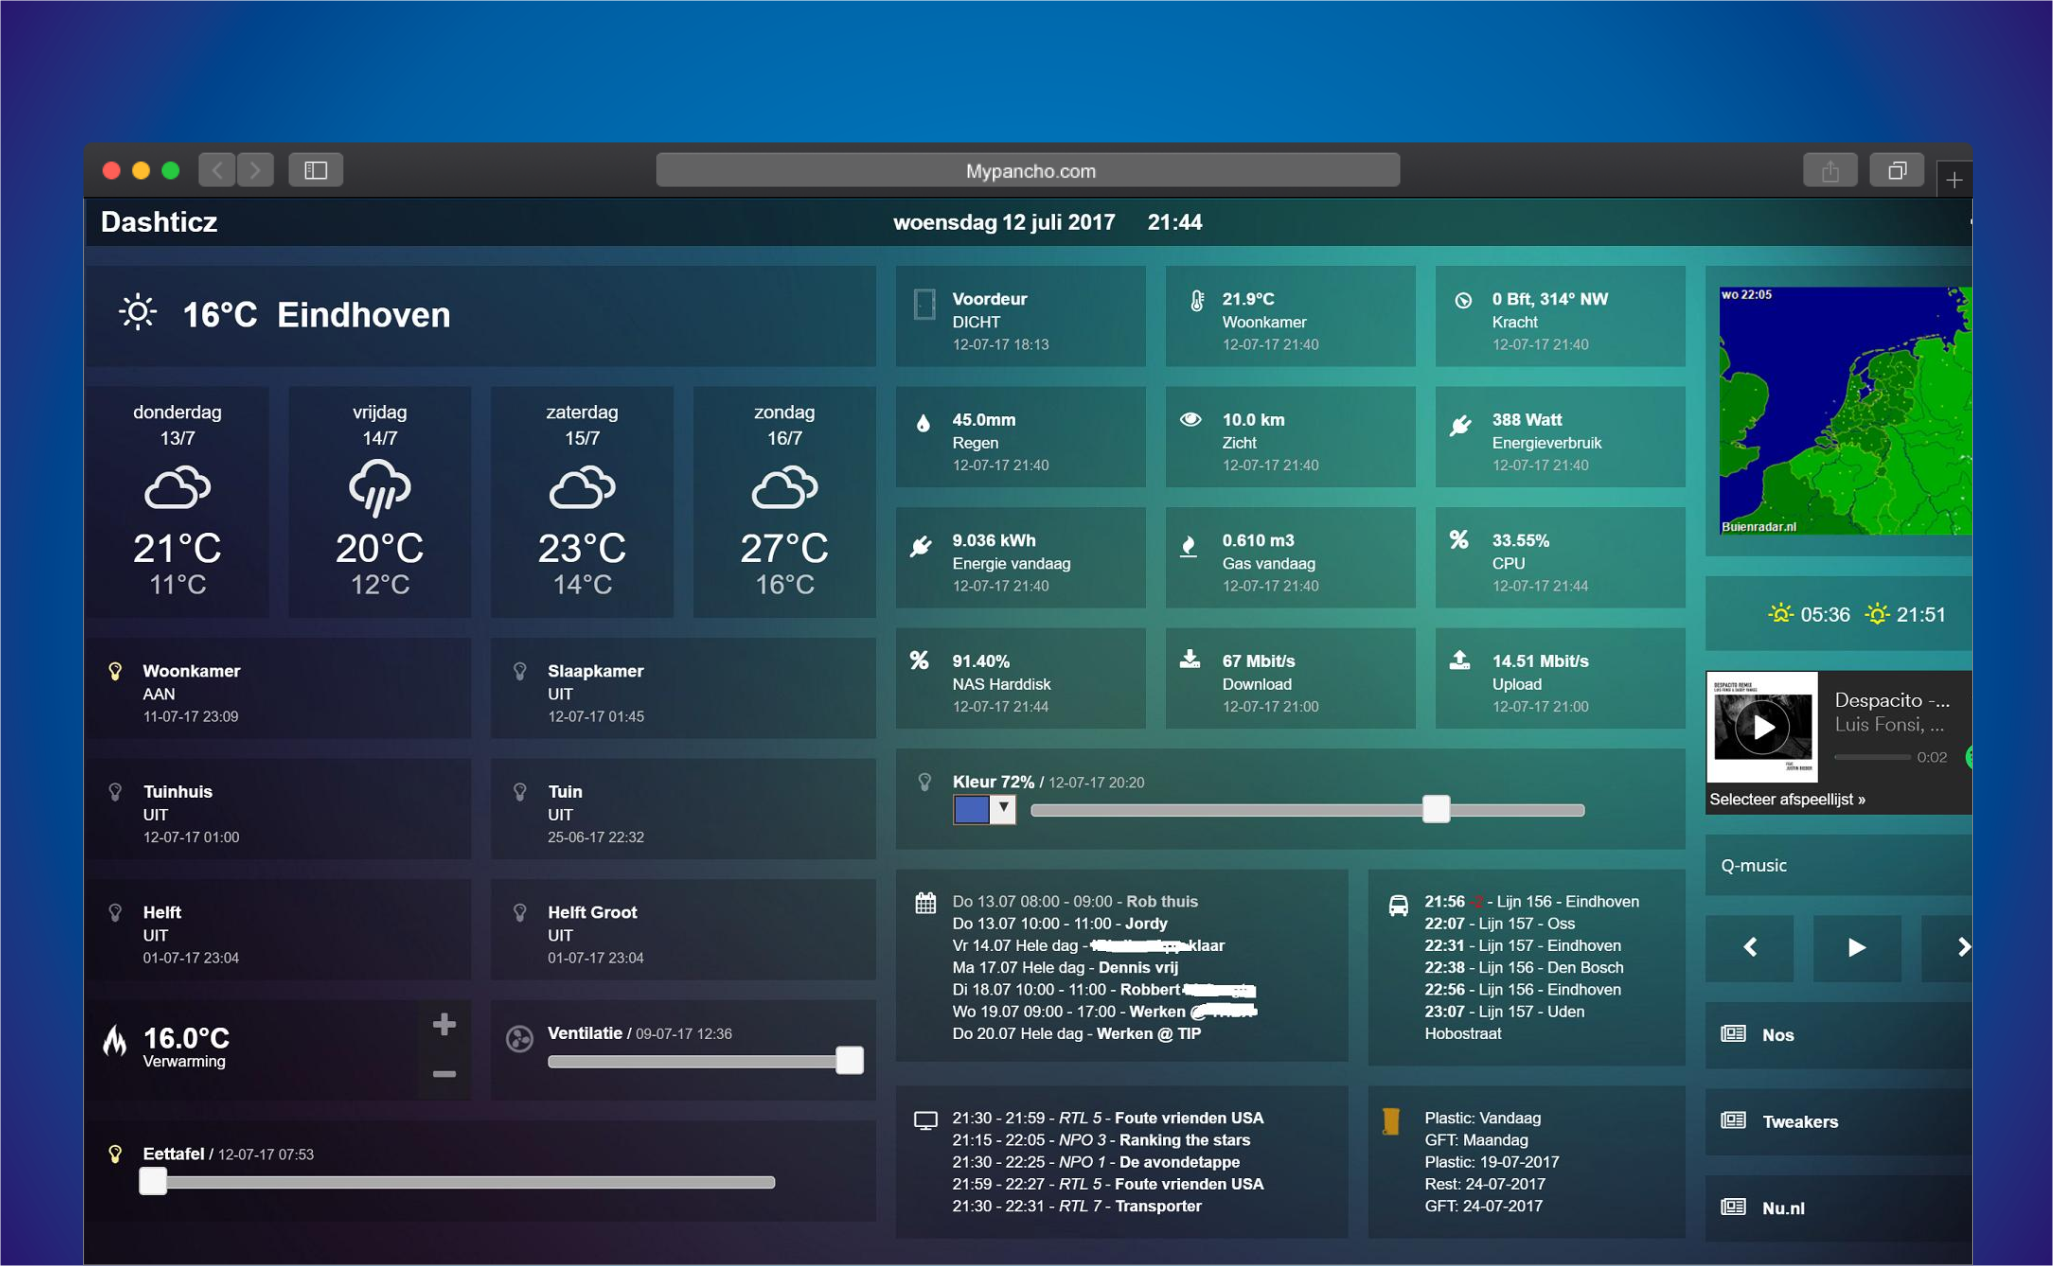 Mypancho.com
Dashticz
woensdag 12 juli 2017 21:44
16°C Eindhoven
donderdag
13/7
21°C
11°C
vrijdag
14/7
20°C
12°C
zaterdag
15/7
23°C
14°C
zondag
16/7
27°C
16°C
Woonkamer
AAN
11-07-17 23:09
Slaapkamer
UIT
12-07-17 01:45
Tuinhuis
UIT
12-07-17 01:00
Tuin
UIT
25-06-17 22:32
Helft
UIT
01-07-17 23:04
Helft Groot
UIT
01-07-17 23:04
16.0°C
Verwarming
Ventilatie / 09-07-17 12:36
Eettafel / 12-07-17 07:53
Voordeur
DICHT
12-07-17 18:13
21.9°C
Woonkamer
12-07-17 21:40
0 Bft, 314° NW
Kracht
12-07-17 21:40
45.0mm
Regen
12-07-17 21:40
10.0 km
Zicht
12-07-17 21:40
388 Watt
Energieverbruik
12-07-17 21:40
9.036 kWh
Energie vandaag
12-07-17 21:40
0.610 m3
Gas vandaag
12-07-17 21:40
33.55%
CPU
12-07-17 21:44
91.40%
NAS Harddisk
12-07-17 21:44
67 Mbit/s
Download
12-07-17 21:00
14.51 Mbit/s
Upload
12-07-17 21:00
Kleur 72% / 12-07-17 20:20
Do 13.07 08:00 - 09:00 - Rob thuis
Do 13.07 10:00 - 11:00 - Jordy
Vr 14.07 Hele dag - klaar
Ma 17.07 Hele dag - Dennis vrij
Di 18.07 10:00 - 11:00 - Robbert
Wo 19.07 09:00 - 17:00 - Werken @
Do 20.07 Hele dag - Werken @ TIP
21:56 -2 - Lijn 156 - Eindhoven
22:07 - Lijn 157 - Oss
22:31 - Lijn 157 - Eindhoven
22:38 - Lijn 156 - Den Bosch
22:56 - Lijn 156 - Eindhoven
23:07 - Lijn 157 - Uden
Hobostraat
21:30 - 21:59 - RTL 5 - Foute vrienden USA
21:15 - 22:05 - NPO 3 - Ranking the stars
21:30 - 22:25 - NPO 1 - De avondetappe
21:59 - 22:27 - RTL 5 - Foute vrienden USA
21:30 - 22:31 - RTL 7 - Transporter
Plastic: Vandaag
GFT: Maandag
Plastic: 19-07-2017
Rest: 24-07-2017
GFT: 24-07-2017
wo 22:05
Buienradar.nl
05:36 21:51
DESPACITO REMIX
Despacito -...
Luis Fonsi, ...
0:02
Selecteer afspeellijst »
Q-music
Nos
Tweakers
Nu.nl